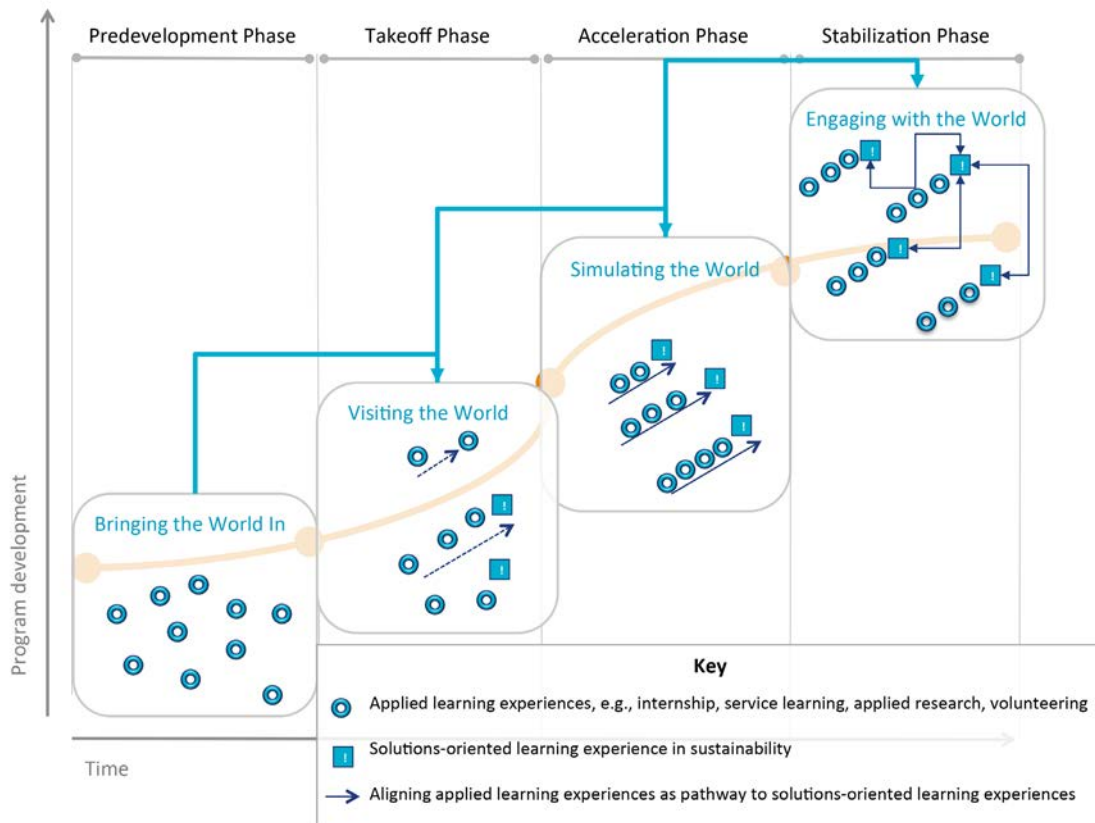 Predevelopment Phase
Takeoff Phase
Acceleration Phase
Stabilization Phase
Engaging with the World
!
!
!
!
Simulating the World
!
!
!
Visiting the World
!
!
Bringing the World In
Program development
Time
Key
Applied learning experiences, e.g., internship, service learning, applied research, volunteering
! Solutions-oriented learning experience in sustainability
Aligning applied learning experiences as pathway to solutions-oriented learning experiences